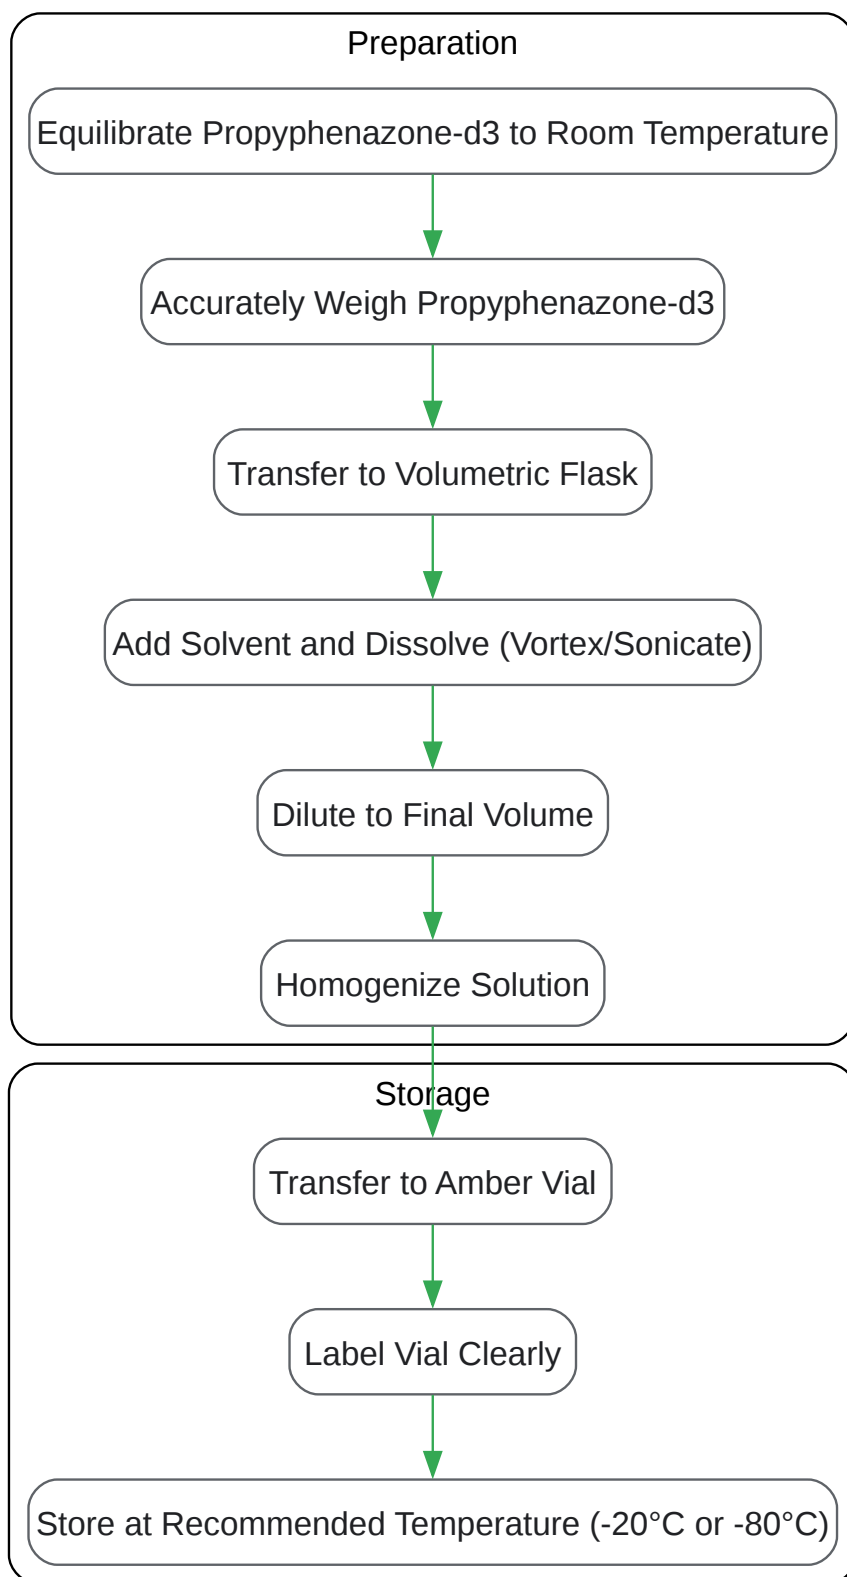 Preparation
Equilibrate Propyphenazone-d3 to Room Temperature
Accurately Weigh Propyphenazone-d3
Transfer to Volumetric Flask
Add Solvent and Dissolve (Vortex/Sonicate)
Dilute to Final Volume
Homogenize Solution
Storage
Transfer to Amber Vial
Label Vial Clearly
Store at Recommended Temperature (-20°C or -80°C)